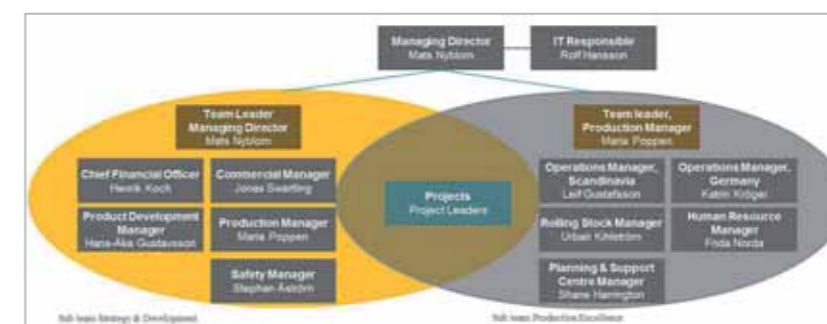 Managing Director
Mats Nyblom
IT Responsible
Rolf Hansson
Team Leader
Managing Director
Mats Nyblom
Chief Financial Officer
Henrik Koch
Commercial Manager
Jonas Swartling
Product Development
Manager
Hans-Åke Gustavsson
Production Manager
Maria Poppen
Safety Manager
Stephan Åström
Projects
Project Leaders
Team leader,
Production Manager
Maria Poppen
Operations Manager,
Scandinavia
Leif Gustafsson
Operations Manager,
Germany
Katrin Kröger
Rolling Stock Manager
Urban Kihlström
Human Resource
Manager
Frida Norda
Planning & Support
Centre Manager
Shane Harrington
Sub team Strategy & Development
Sub team Production Excellence